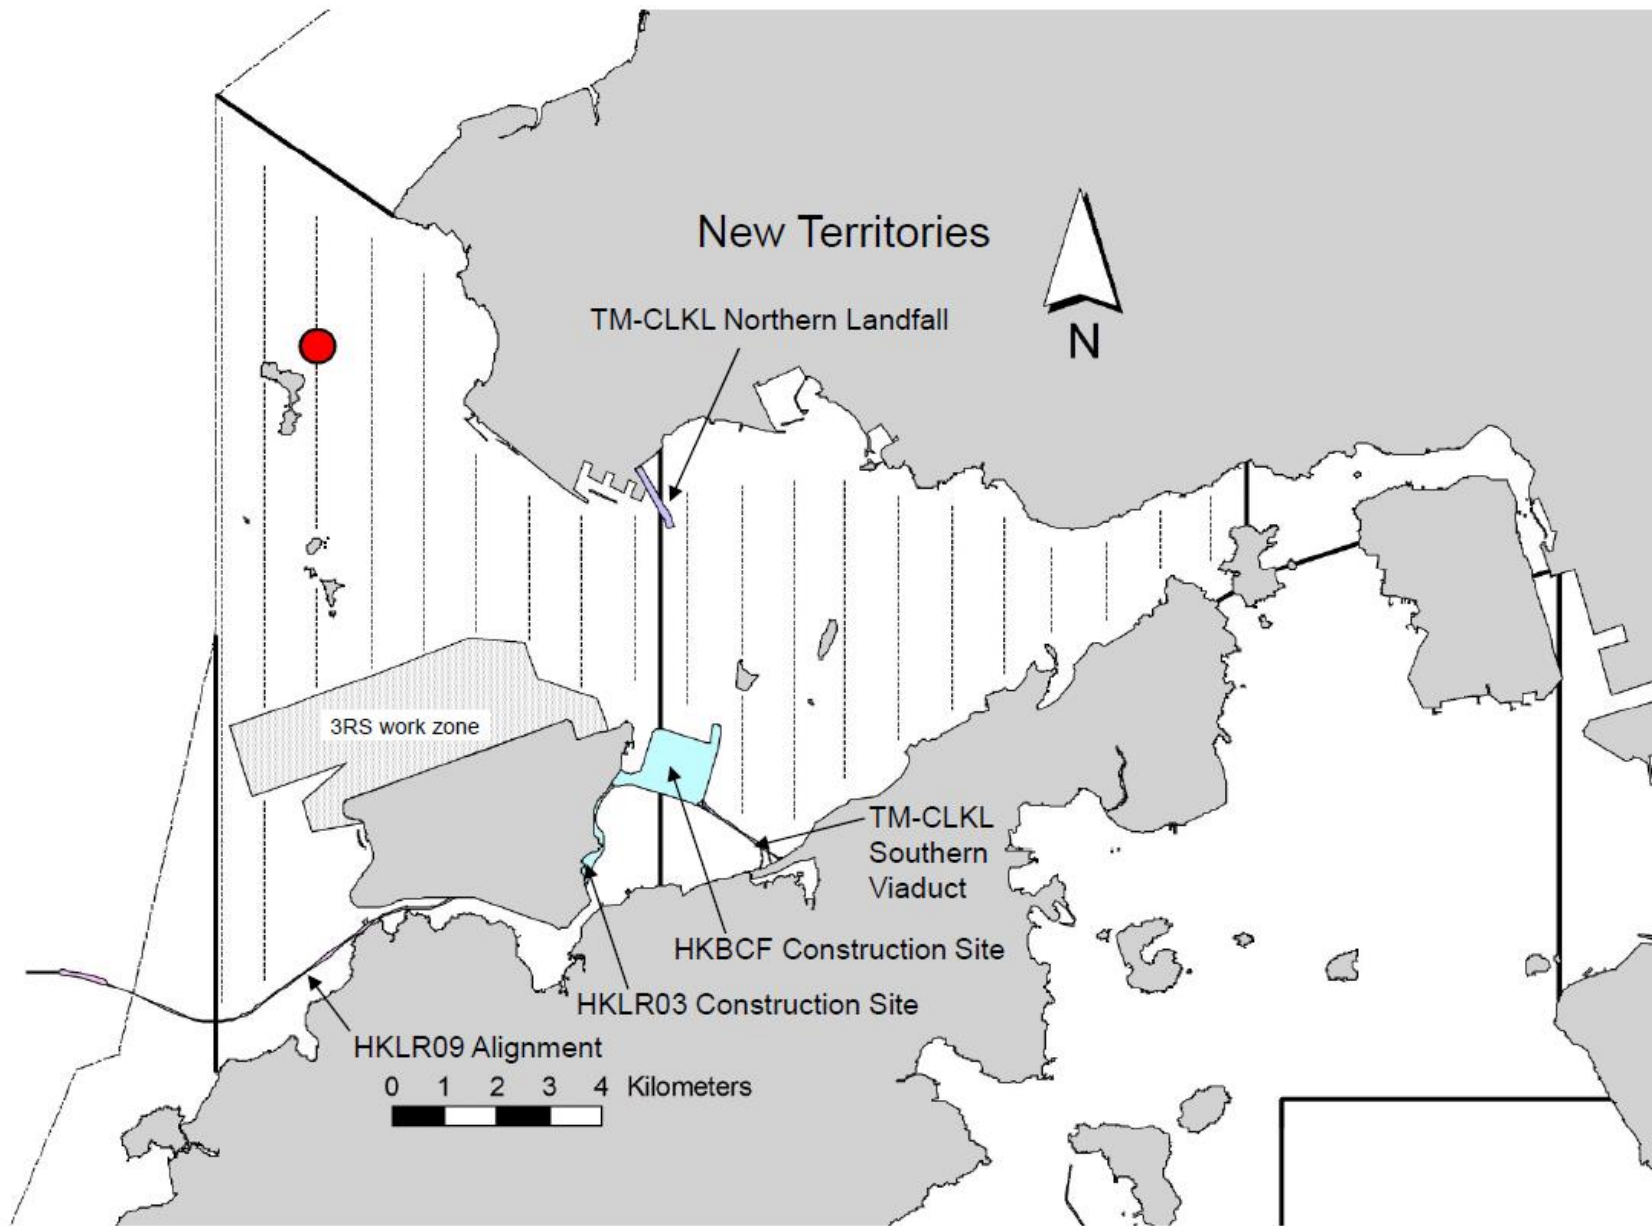 New Territories
TM-CLKL Northern Landfall
N
3RS work zone
TM-CLKL
Southern
Viaduct
HKBCF Construction Site
HKLR03 Construction Site
HKLR09 Alignment
0 1 2 3 4 Kilometers